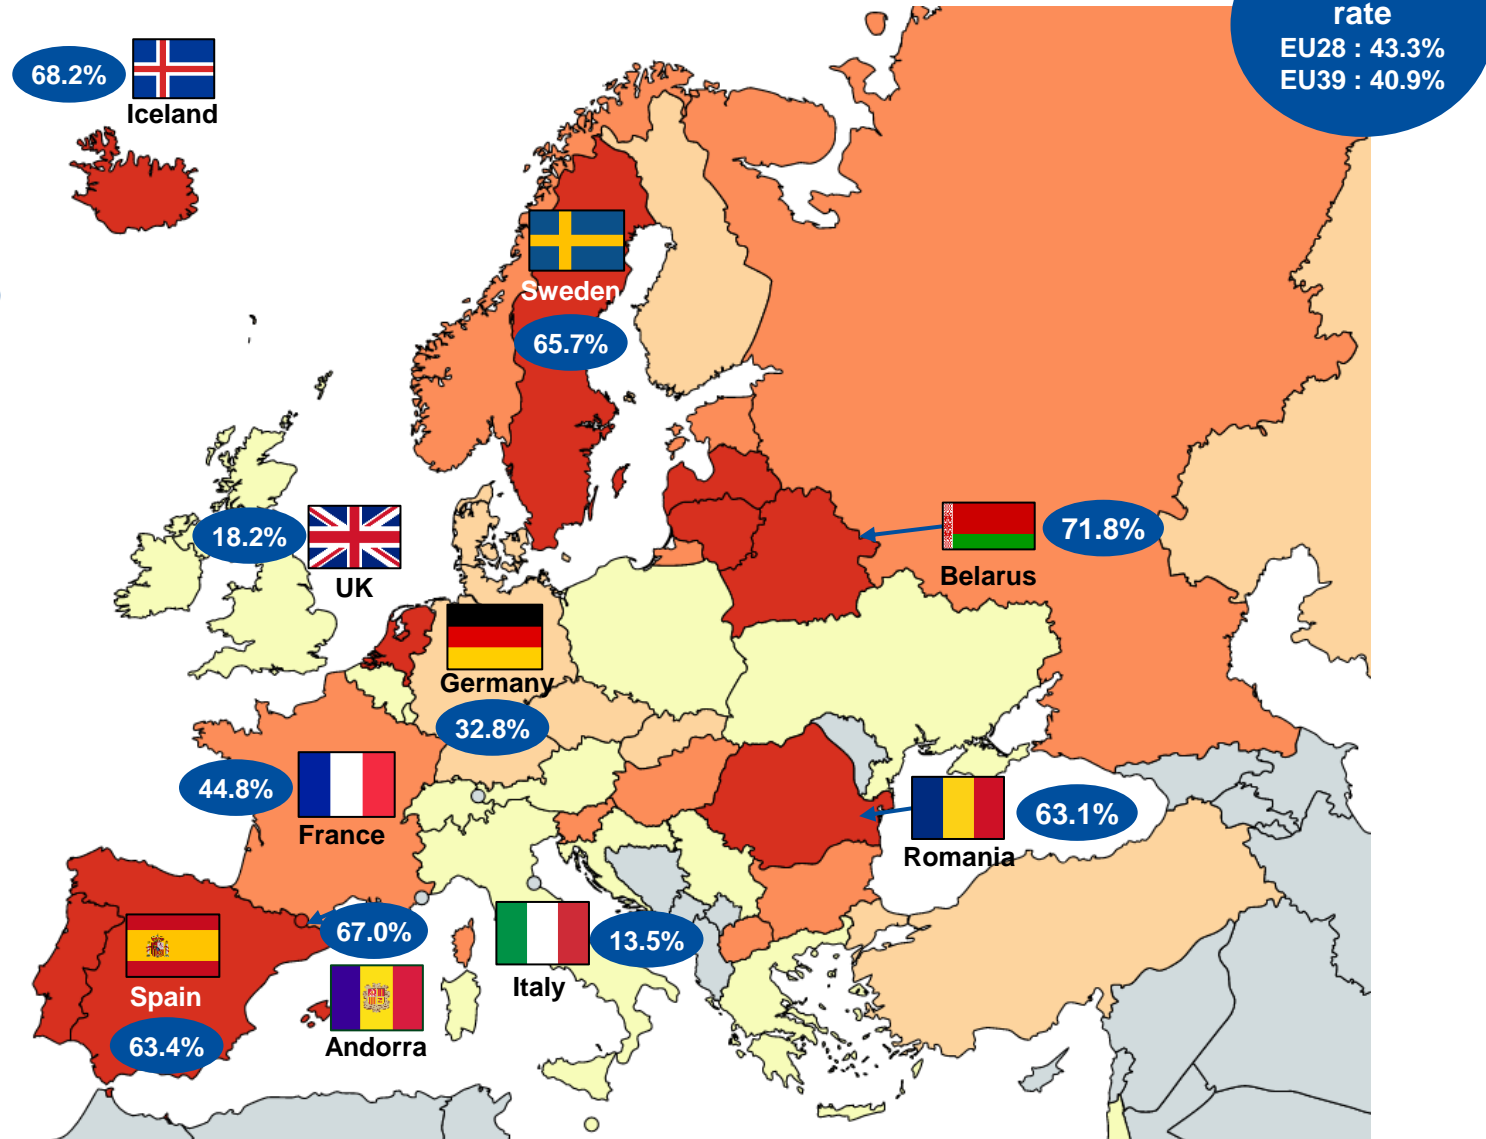 rate
EU28 : 43.3%
EU39 : 40.9%
68.2%
Iceland
Sweden
65.7%
18.2%
UK
71.8%
Belarus
Germany
32.8%
44.8%
France
63.1%
Romania
67.0%
Andorra
13.5%
Italy
Spain
63.4%